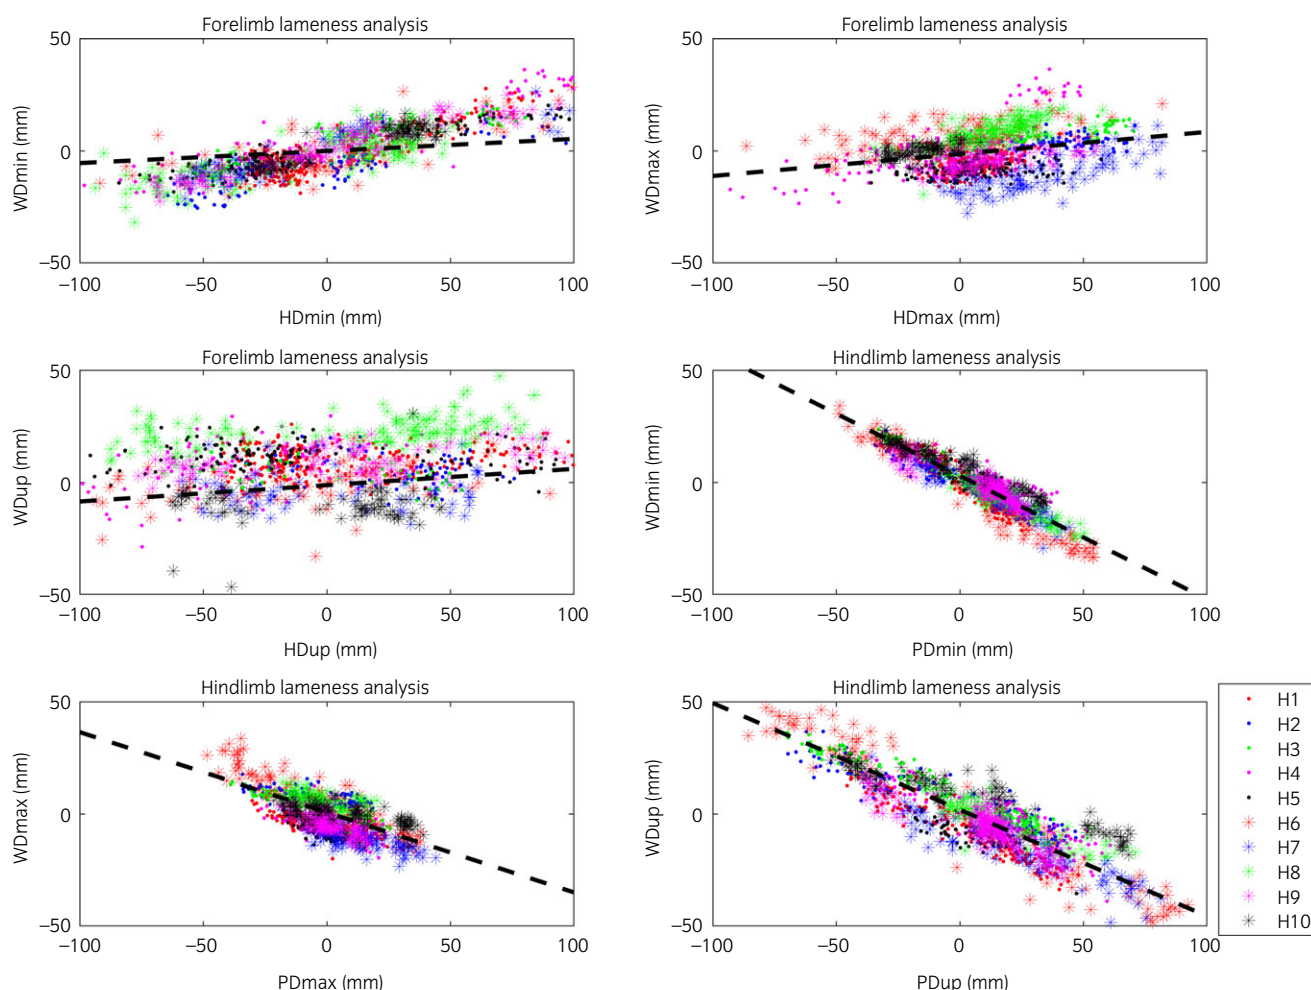 Forelimb lameness analysis
50
0
−50
WDmin (mm)
−100
−50
0
50
100
HDmin (mm)
Forelimb lameness analysis
50
0
−50
WDmax (mm)
−100
−50
0
50
100
HDmax (mm)
Forelimb lameness analysis
50
0
−50
WDup (mm)
−100
−50
0
50
100
HDup (mm)
Hindlimb lameness analysis
50
0
−50
WDmin (mm)
−100
−50
0
50
100
PDmin (mm)
Hindlimb lameness analysis
50
0
−50
WDmax (mm)
−100
−50
0
50
100
PDmax (mm)
Hindlimb lameness analysis
50
0
−50
WDup (mm)
−100
−50
0
50
100
PDup (mm)
H1
H2
H3
H4
H5
H6
H7
H8
H9
H10